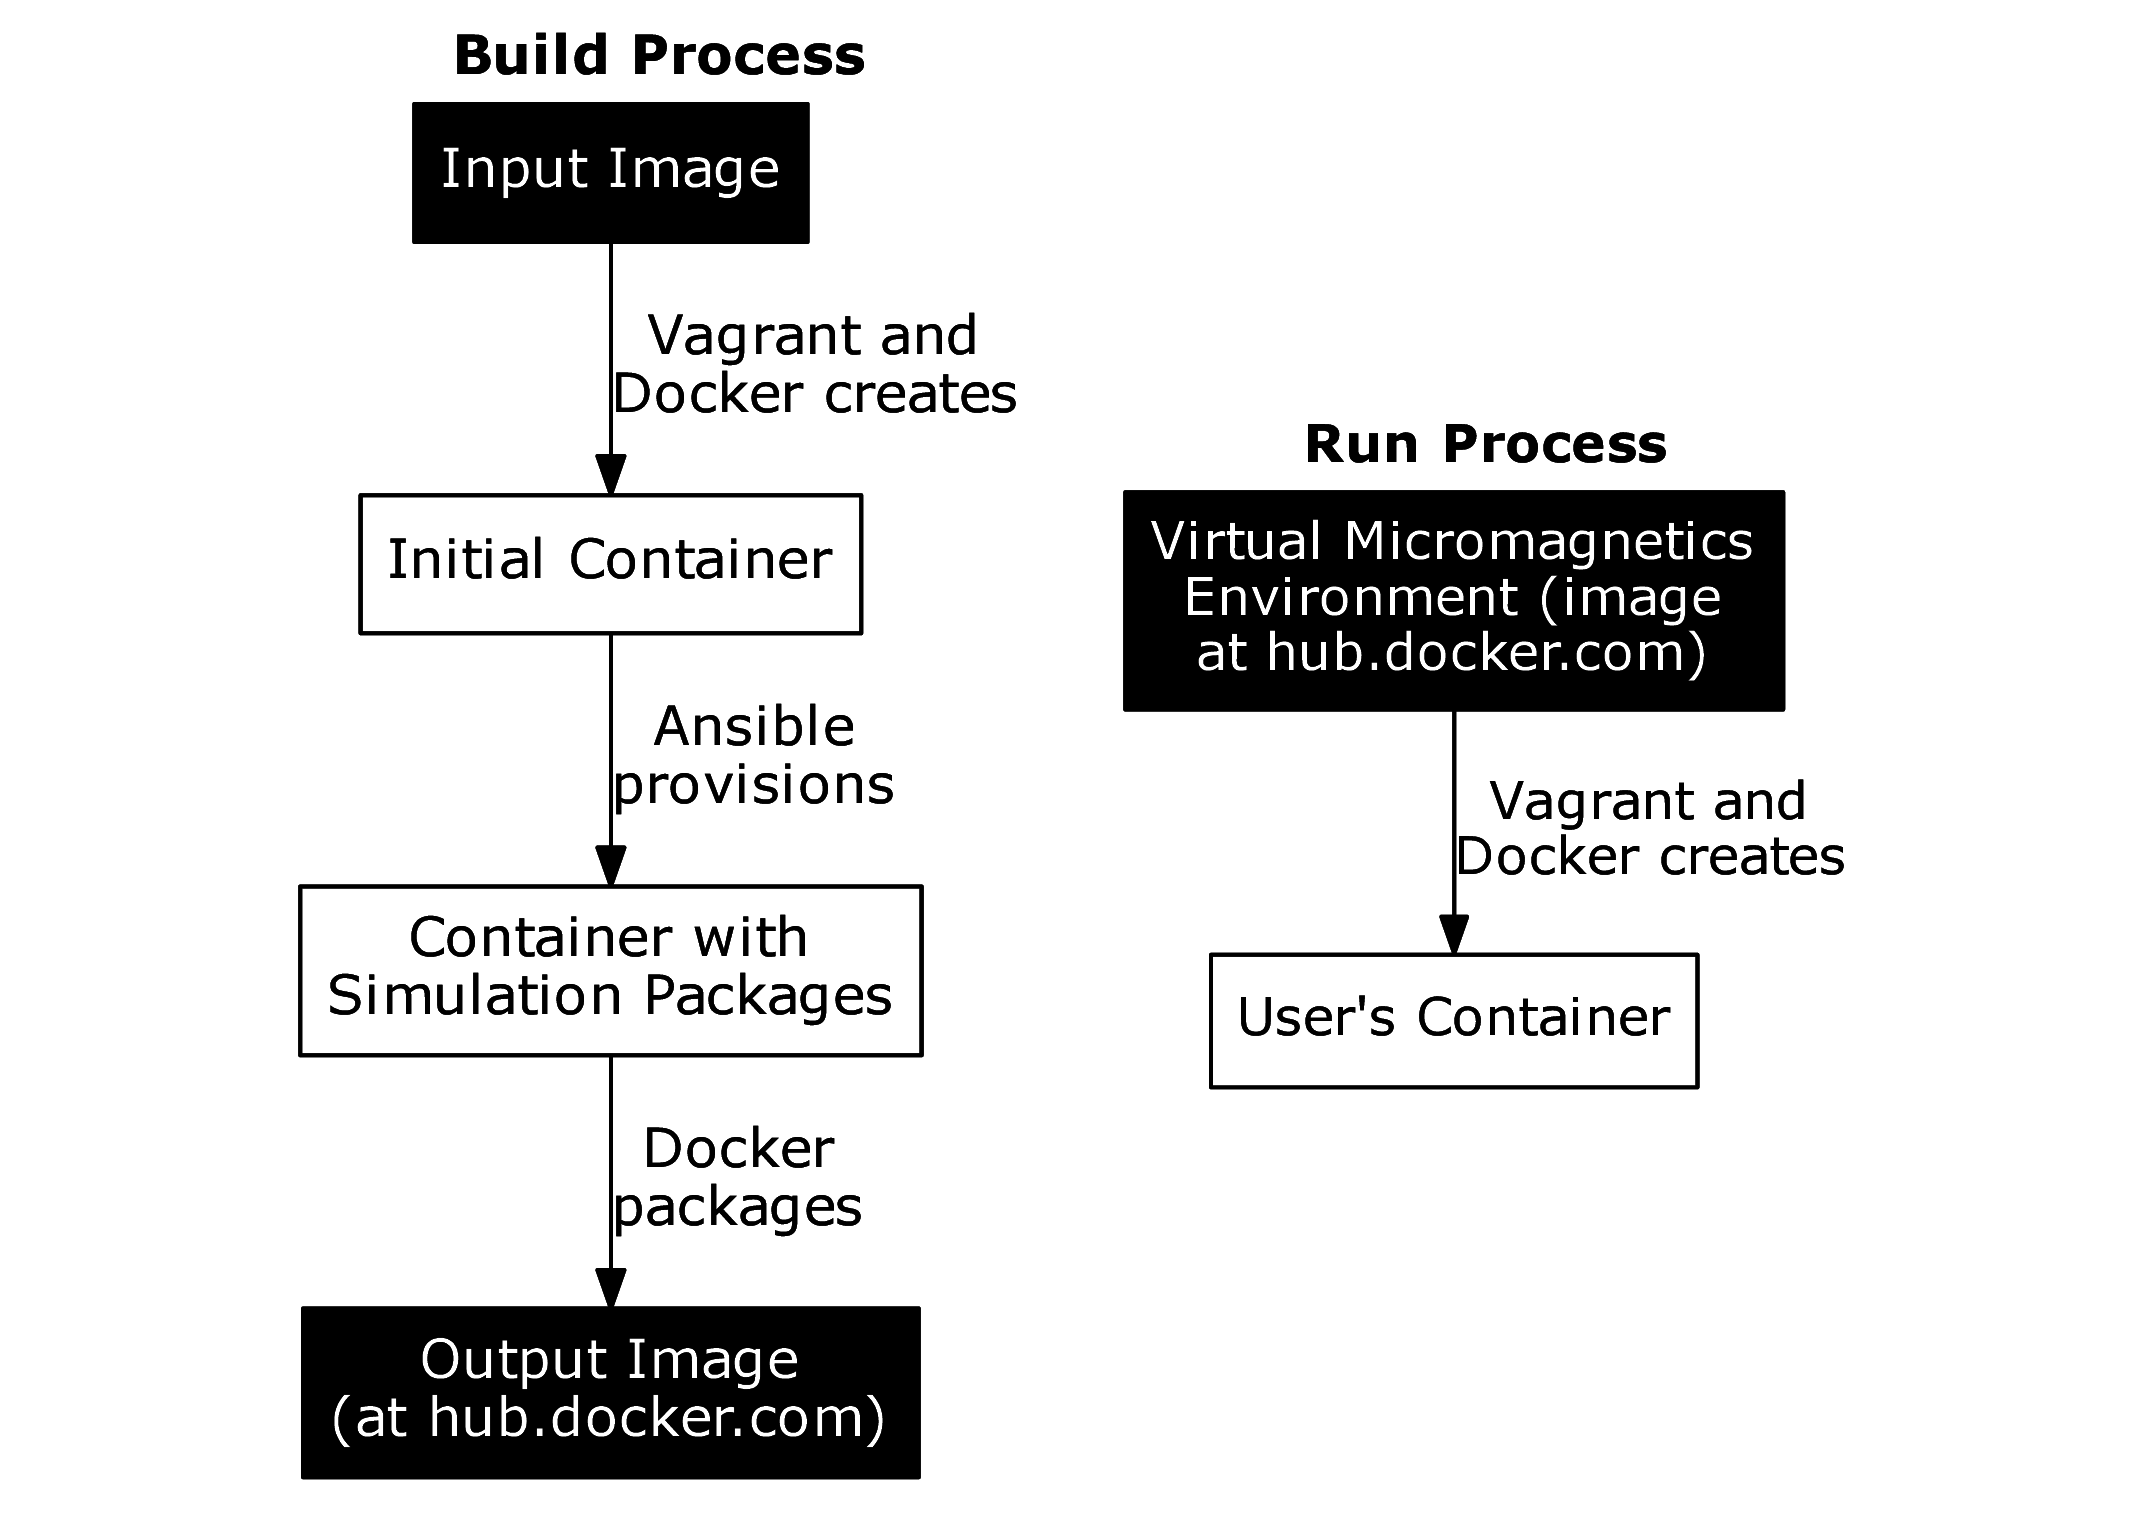 Build Process
Input Image
Vagrant and
Docker creates
Initial Container
Ansible
provisions
Container with
Simulation Packages
Docker
packages
Output Image
(at hub.docker.com)
Run Process
Virtual Micromagnetics
Environment (image
at hub.docker.com)
Vagrant and
Docker creates
User's Container